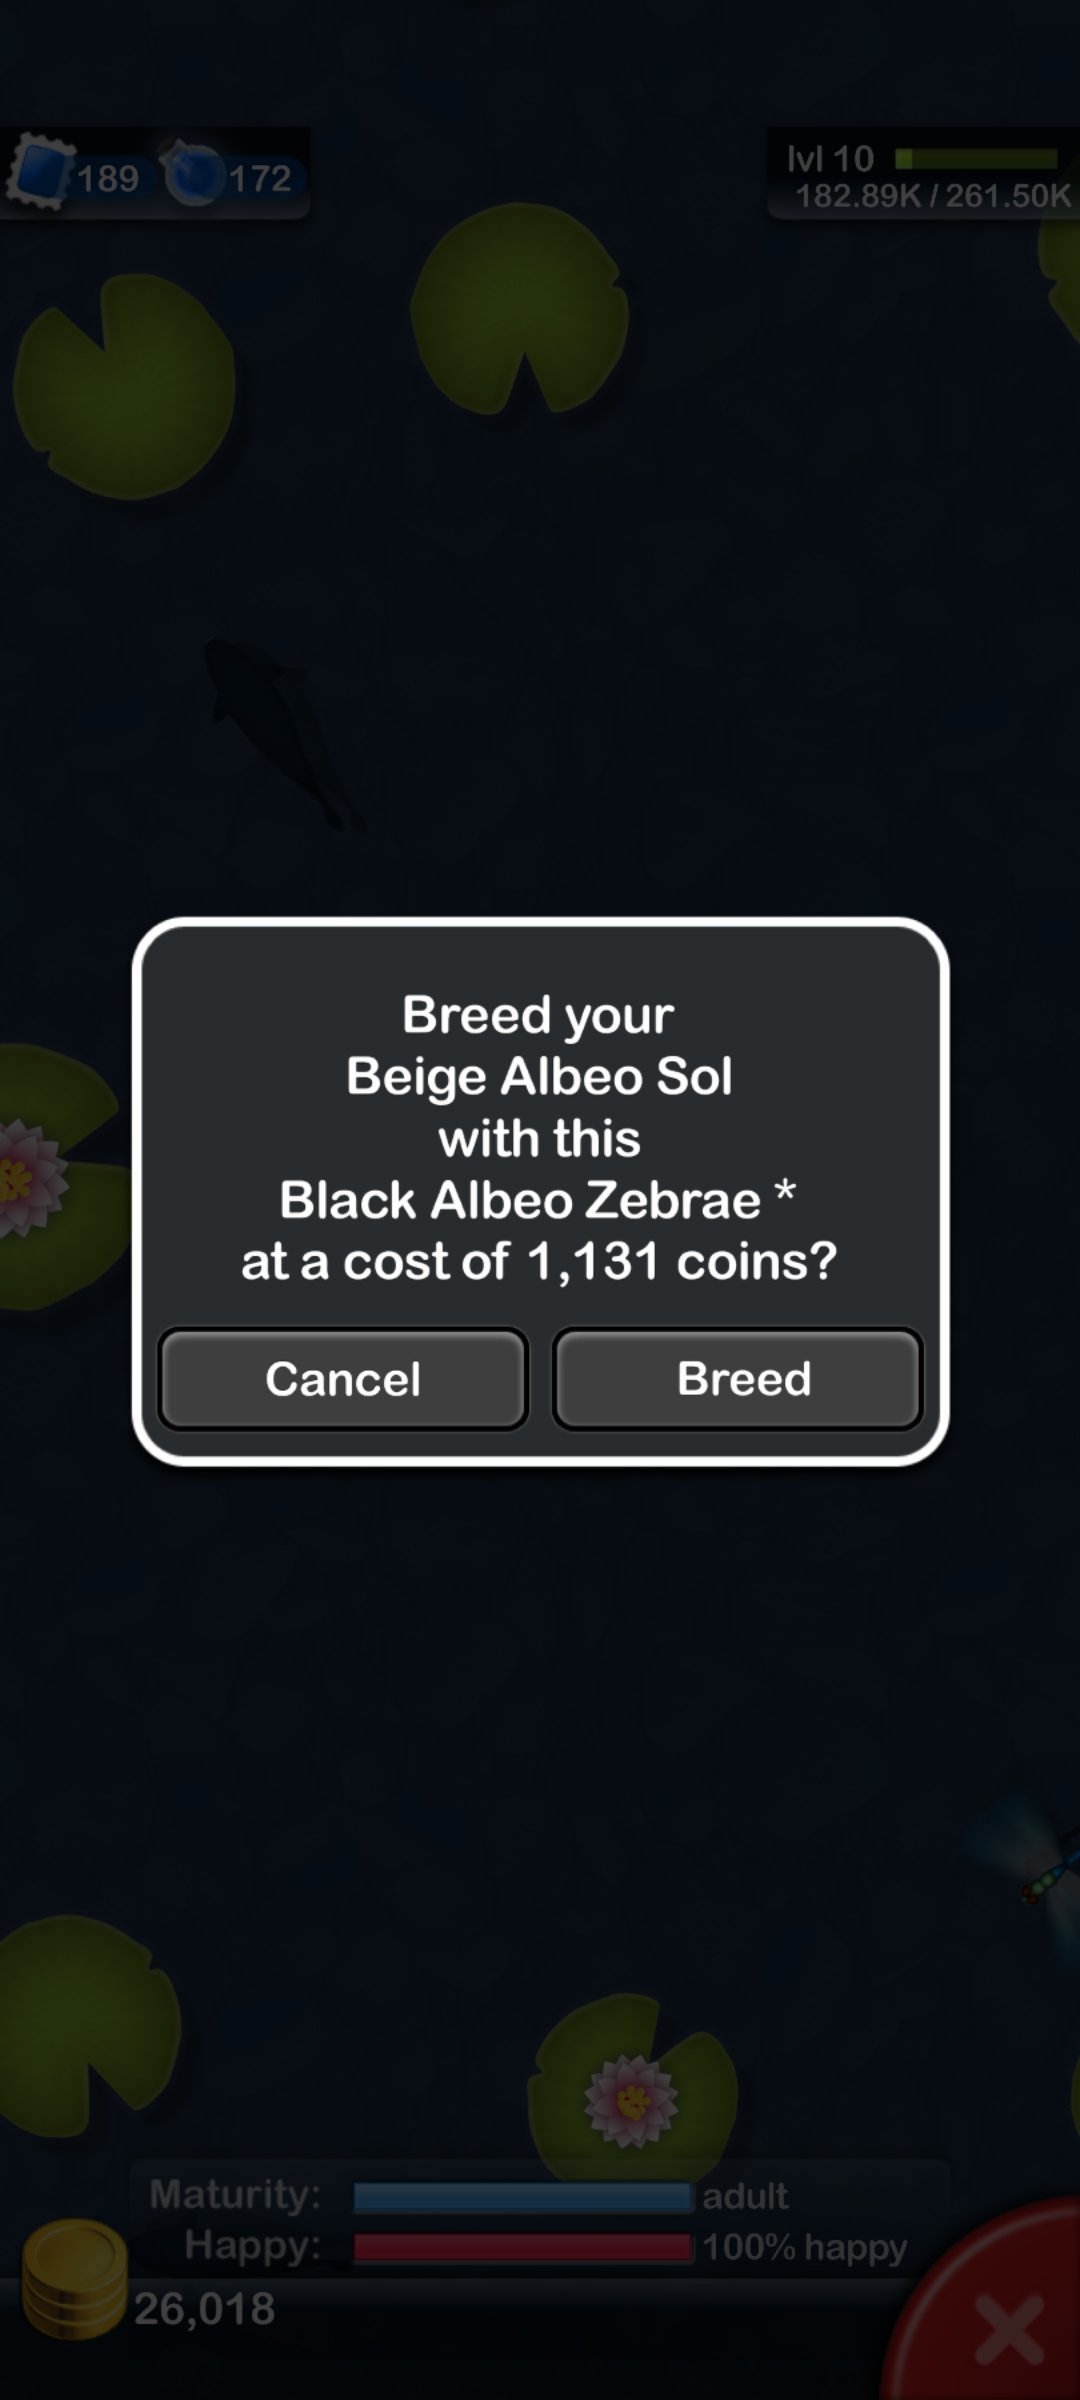 189 172
lvl 10
182.89K / 261.50K
Breed your
Beige Albeo Sol
with this
Black Albeo Zebrae *
at a cost of 1,131 coins?
Cancel Breed
Maturity: adult
Happy: 100% happy
26,018